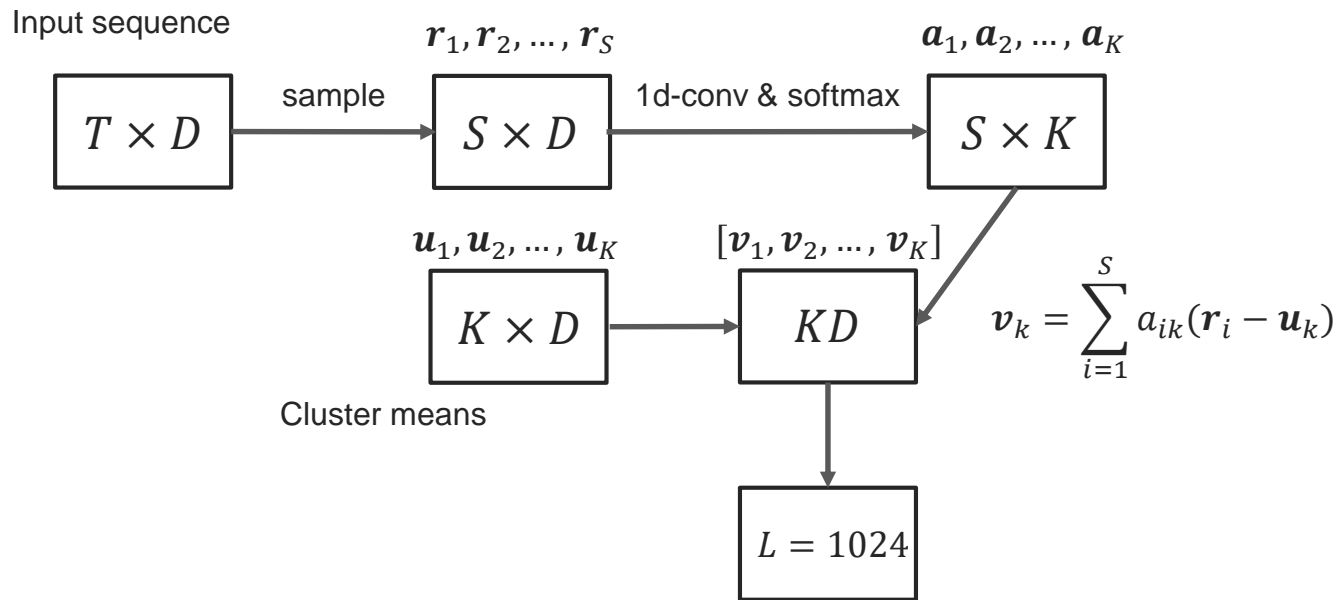 Input sequence
r_1, r_2, …, r_S
a_1, a_2, …, a_K
sample
1d-conv & softmax
T × D
S × D
S × K
u_1, u_2, …, u_K
[v_1, v_2, …, v_K]
K × D
KD
v_k = ∑_{i=1}^{S} a_{ik}(r_i − u_k)
Cluster means
L = 1024